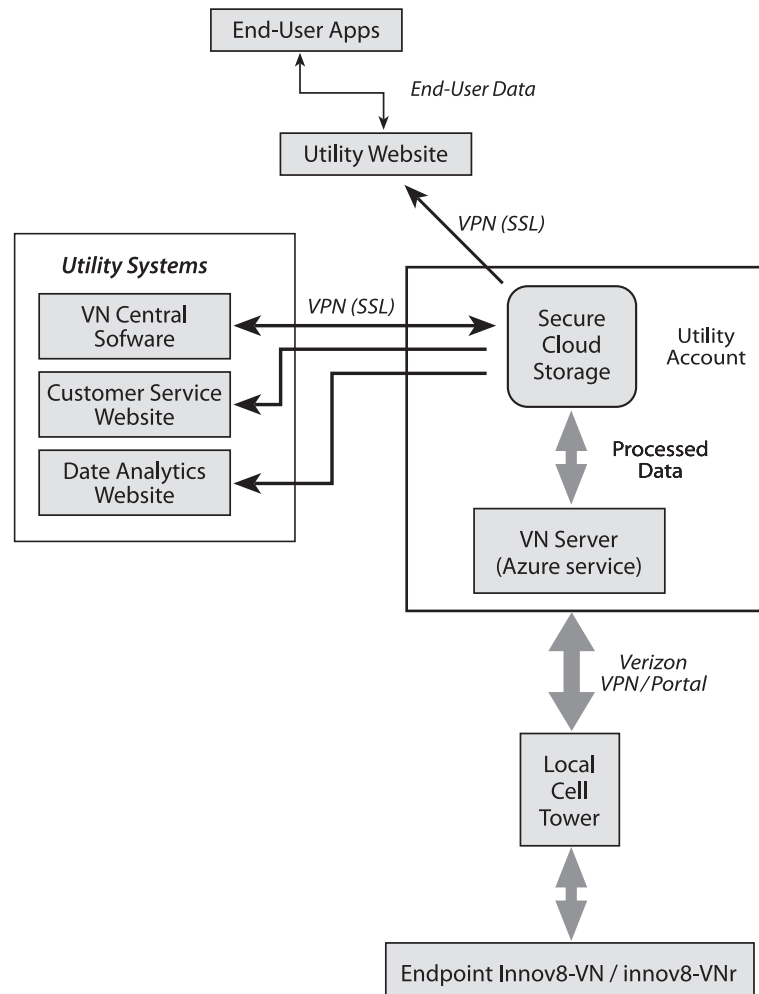 End-User Apps
End-User Data
Utility Website
VPN (SSL)
Utility Systems
VN Central
Sofware
Customer Service
Website
Date Analytics
Website
VPN (SSL)
Secure
Cloud
Storage
Utility
Account
Processed
Data
VN Server
(Azure service)
Verizon
VPN/Portal
Local
Cell
Tower
Endpoint Innov8-VN / innov8-VNr